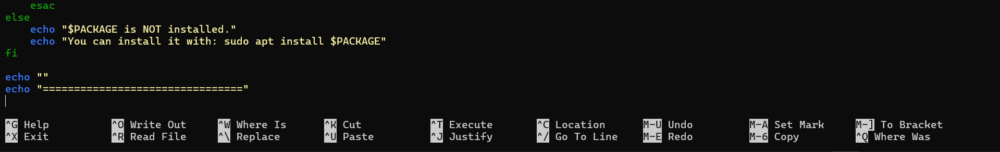 esac
else
    echo "$PACKAGE is NOT installed."
    echo "You can install it with: sudo apt install $PACKAGE"
fi

echo ""
echo "================================"

^G Help ^O Write Out ^W Where Is ^K Cut ^T Execute ^C Location M-U Undo M-A Set Mark M-] To Bracket
^X Exit ^R Read File ^\ Replace ^U Paste ^J Justify ^/ Go To Line M-E Redo M-6 Copy ^Q Where Was